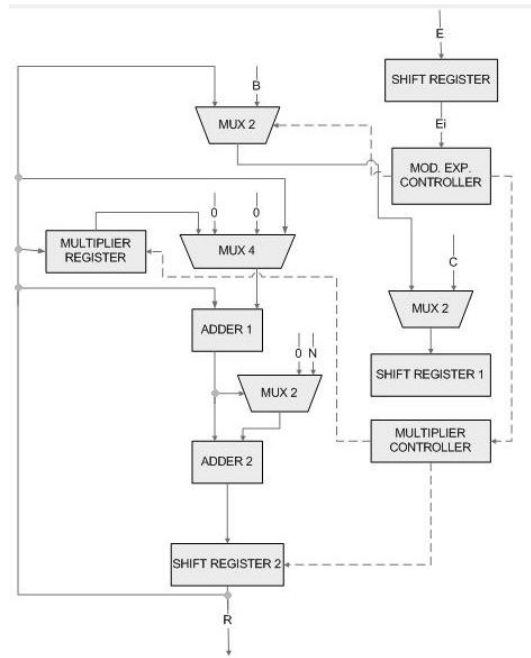 E
SHIFT REGISTER
B
Ei
MUX 2
MOD. EXP.
CONTROLLER
0 0
MULTIPLIER
REGISTER
MUX 4
C
MUX 2
ADDER 1
0 N
SHIFT REGISTER 1
MUX 2
MULTIPLIER
CONTROLLER
ADDER 2
SHIFT REGISTER 2
R